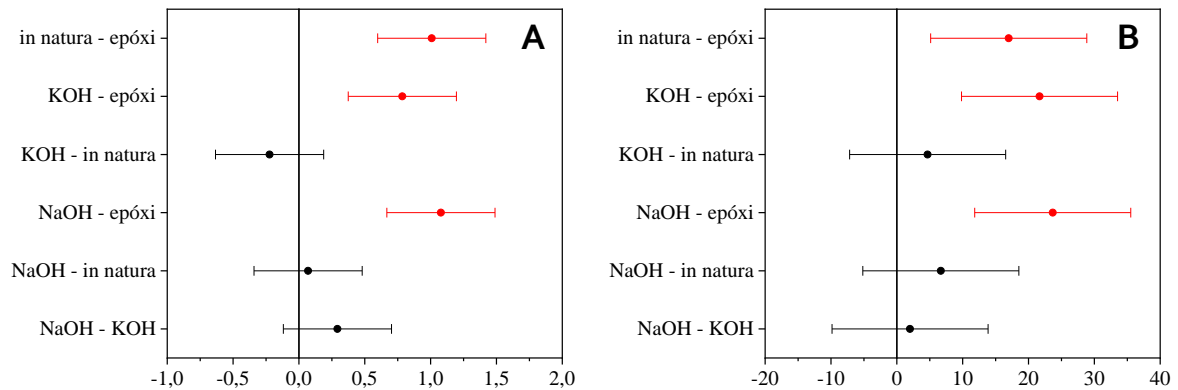 A
in natura - epóxi
KOH - epóxi
KOH - in natura
NaOH - epóxi
NaOH - in natura
NaOH - KOH
-1,0 -0,5 0,0 0,5 1,0 1,5 2,0
B
in natura - epóxi
KOH - epóxi
KOH - in natura
NaOH - epóxi
NaOH - in natura
NaOH - KOH
-20 -10 0 10 20 30 40